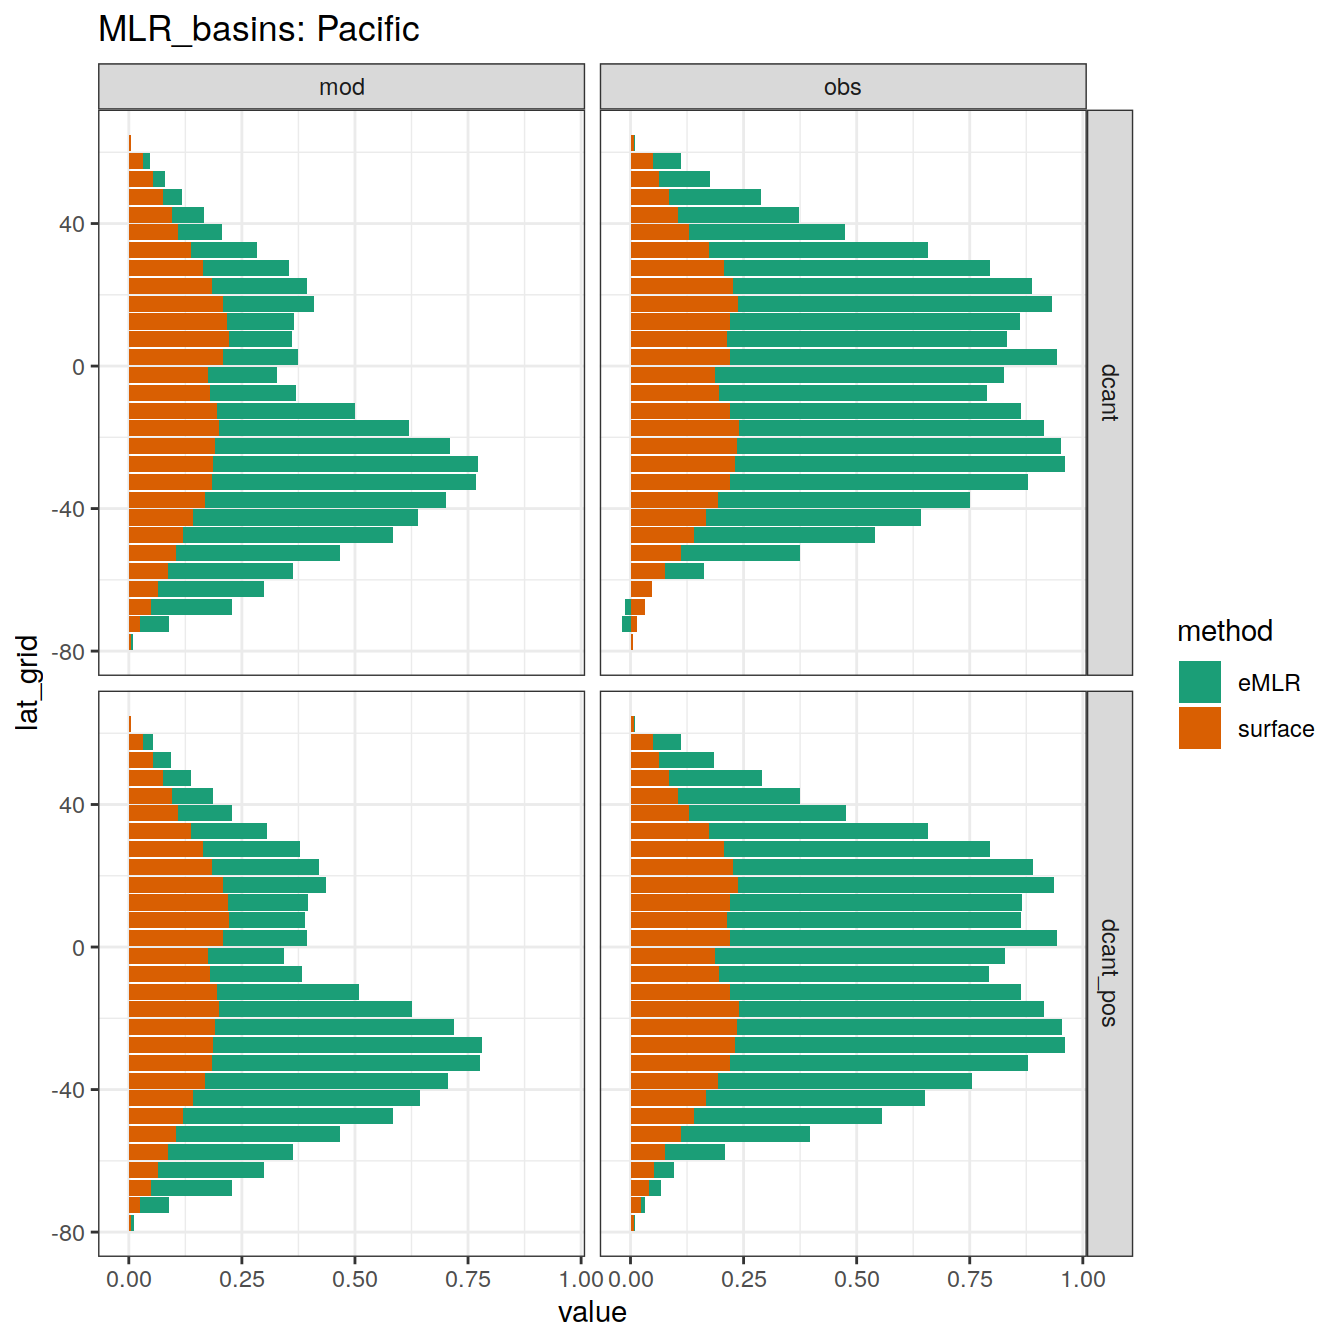 MLR_basins: Pacific
mod
obs
40
0
-40
-80
dcant
40
0
-40
-80
dcant_pos
0.00 0.25 0.50 0.75 1.00
0.00 0.25 0.50 0.75 1.00
value
lat_grid
method
eMLR
surface